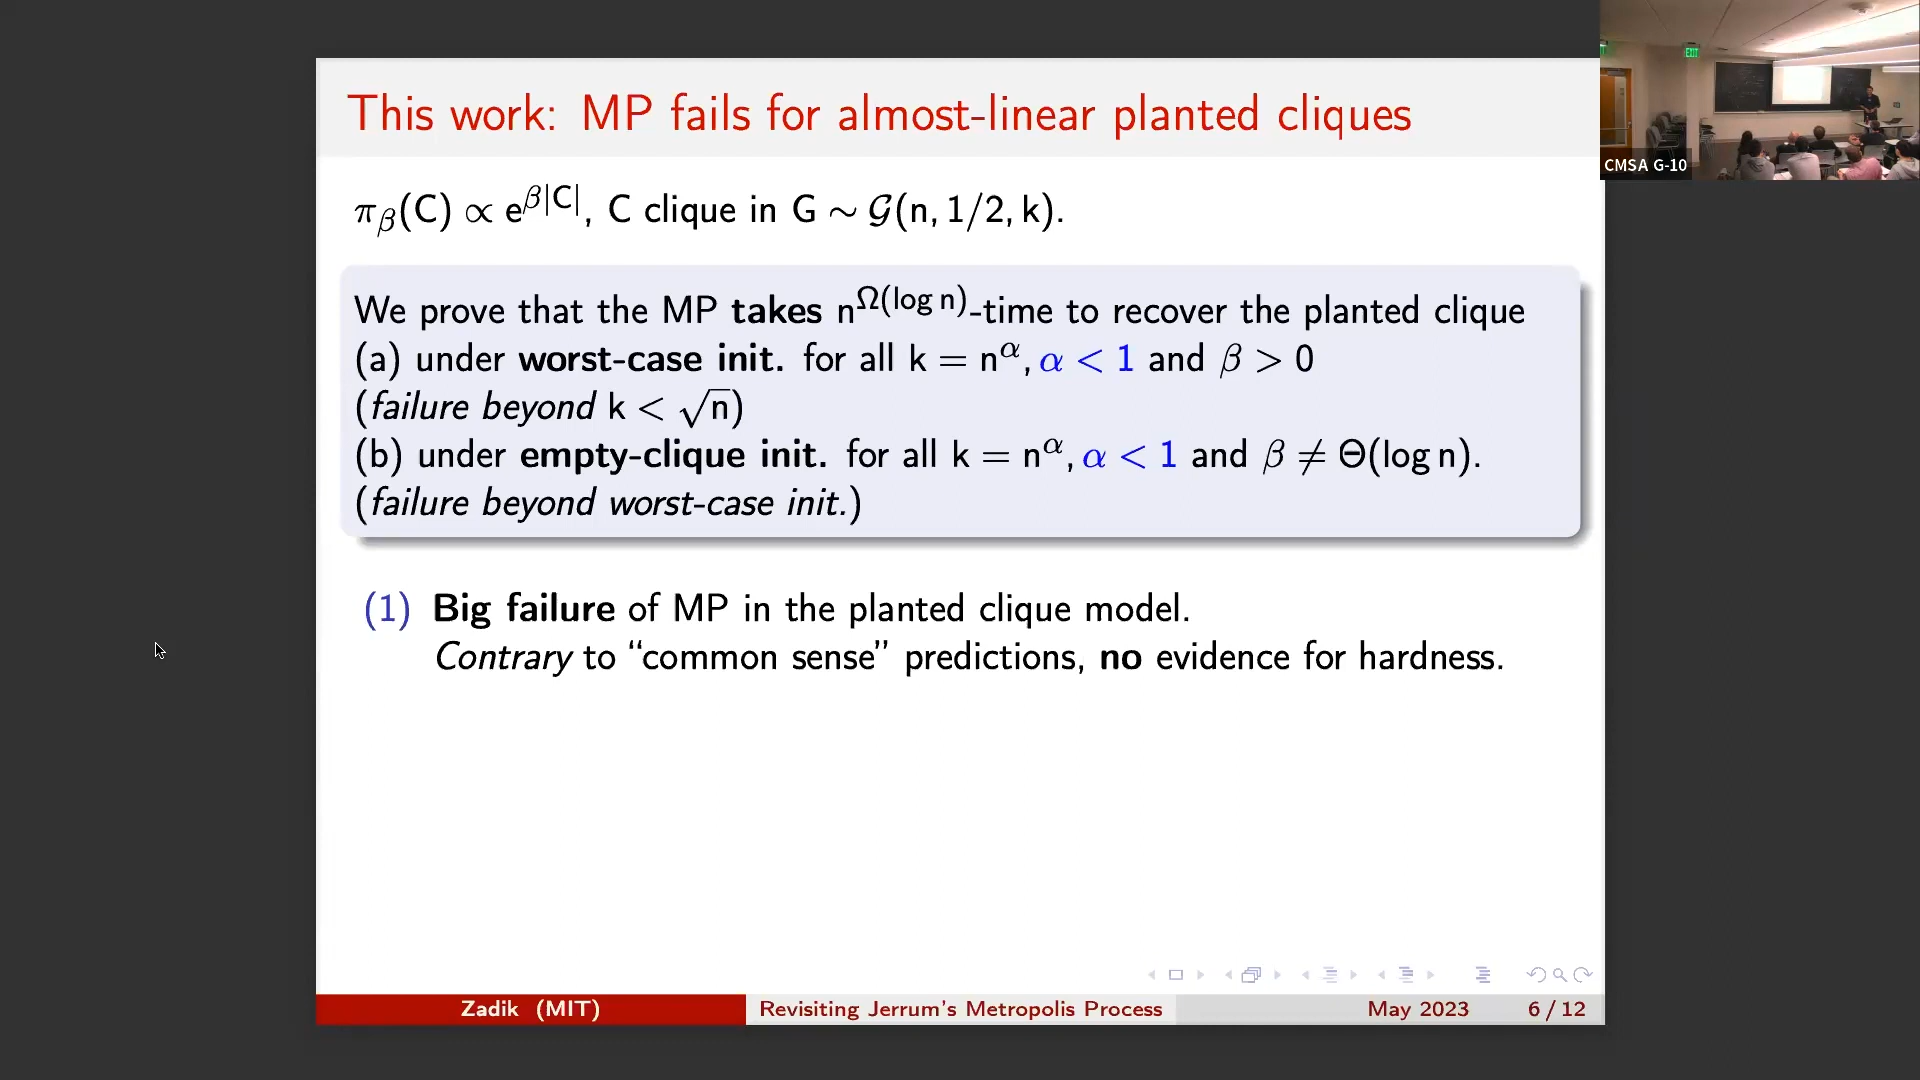 This work: MP fails for almost-linear planted cliques
π_β(C) ∝ e^{β|C|}, C clique in G ∼ 𝒢(n, 1/2, k).
We prove that the MP takes n^{Ω(log n)}-time to recover the planted clique
(a) under worst-case init. for all k = n^α, α < 1 and β > 0
(failure beyond k < √n)
(b) under empty-clique init. for all k = n^α, α < 1 and β ≠ Θ(log n).
(failure beyond worst-case init.)
(1) Big failure of MP in the planted clique model.
Contrary to “common sense” predictions, no evidence for hardness.
Zadik (MIT) Revisiting Jerrum's Metropolis Process May 2023 6 / 12
EXIT
CMSA G-10